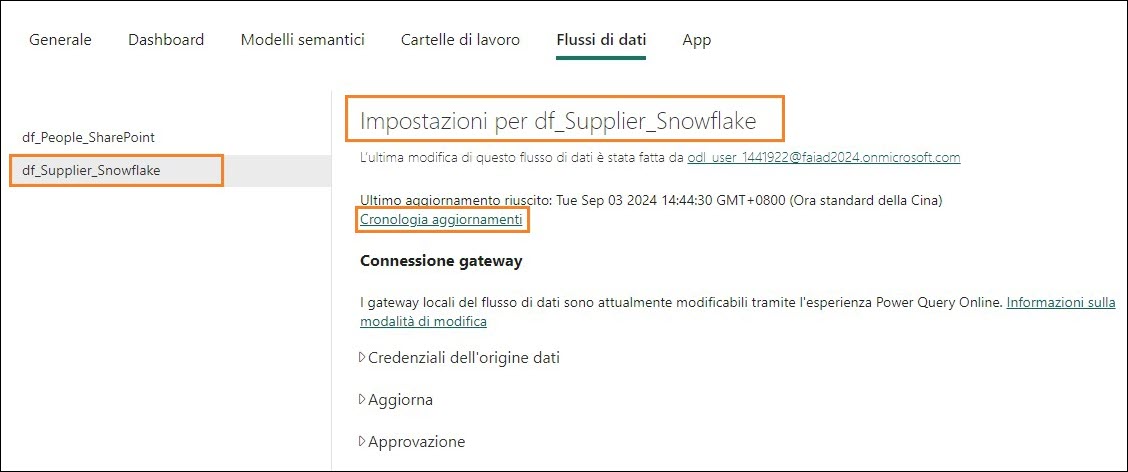 Generale Dashboard Modelli semantici Cartelle di lavoro Flussi di dati App
df_People_SharePoint
df_Supplier_Snowflake
Impostazioni per df_Supplier_Snowflake
L'ultima modifica di questo flusso di dati è stata fatta da odl_user_1441922@faiad2024.onmicrosoft.com
Ultimo aggiornamento riuscito: Tue Sep 03 2024 14:44:30 GMT+0800 (Ora standard della Cina)
Cronologia aggiornamenti
Connessione gateway
I gateway locali del flusso di dati sono attualmente modificabili tramite l'esperienza Power Query Online. Informazioni sulla
modalità di modifica
Credenziali dell'origine dati
Aggiorna
Approvazione